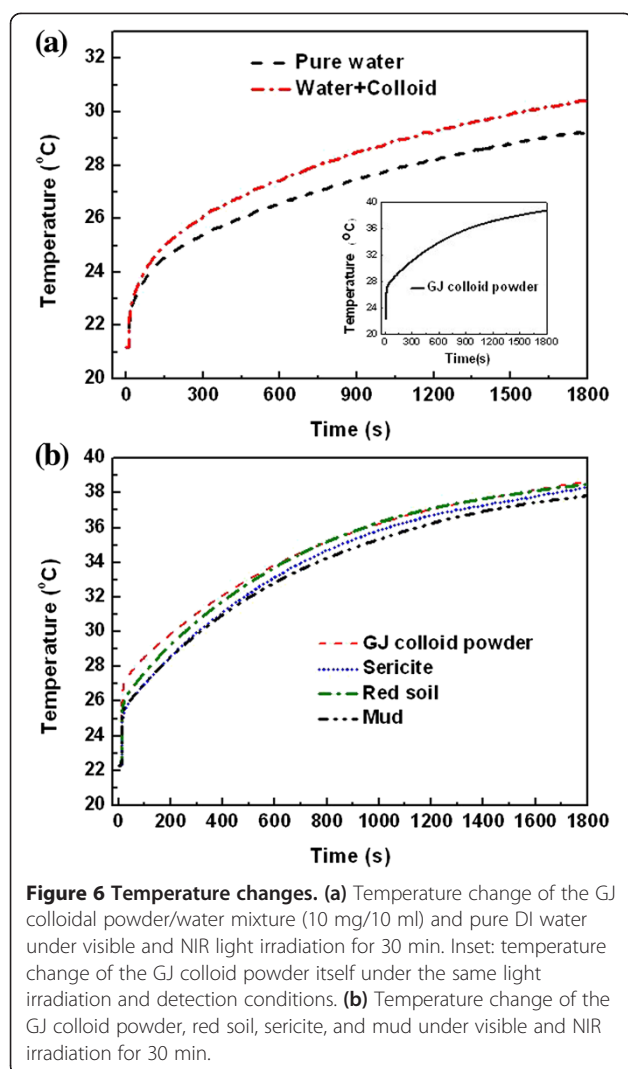 (a)
32
30
28
26
24
22
20
Temperature (°C)
Pure water
Water+Colloid
40
36
32
28
24
20
Temperature (°C)
GJ colloid powder
0 300 600 900 1200 1500 1800
Time(s)
0 300 600 900 1200 1500 1800
Time (s)
(b)
40
38
36
34
32
30
28
26
24
22
20
Temperature (°C)
GJ colloid powder
Sericite
Red soil
Mud
0 200 400 600 800 1000 1200 1400 1600 1800
Time (s)
Figure 6 Temperature changes. (a) Temperature change of the GJ
colloidal powder/water mixture (10 mg/10 ml) and pure DI water
under visible and NIR light irradiation for 30 min. Inset: temperature
change of the GJ colloid powder itself under the same light
irradiation and detection conditions. (b) Temperature change of the
GJ colloid powder, red soil, sericite, and mud under visible and NIR
irradiation for 30 min.